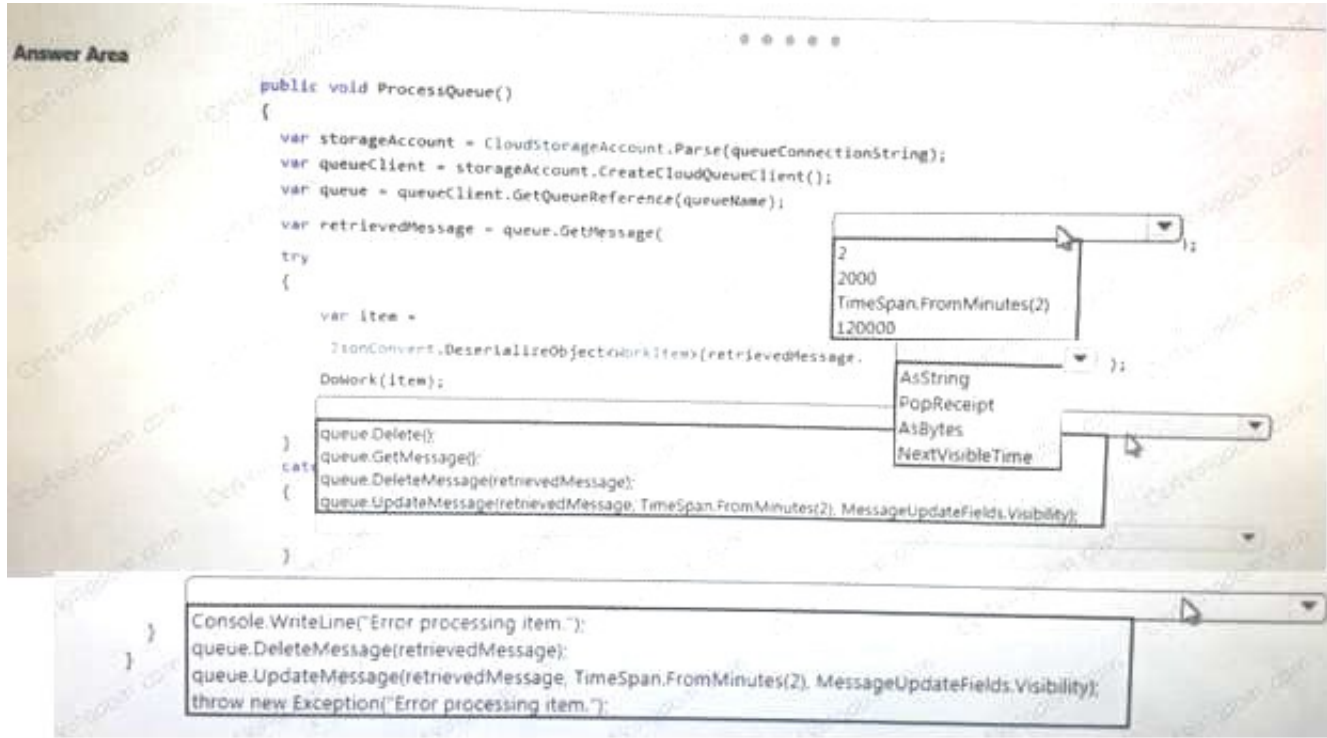 Answer Area
public void ProcessQueue()
{
var storageAccount = CloudStorageAccount.Parse(queueConnectionString);
var queueClient = storageAccount.CreateCloudQueueClient();
var queue = queueClient.GetQueueReference(queueName);
var retrievedMessage = queue.GetMessage(
);
2
2000
TimeSpan.FromMinutes(2)
120000
try
{
var item =
JsonConvert.DeserializeObject<WorkItem>(retrievedMessage.
);
AsString
PopReceipt
AsBytes
NextVisibleTime
DoWork(item);
queue.Delete();
queue.GetMessage();
queue.DeleteMessage(retrievedMessage);
queue.UpdateMessage(retrievedMessage, TimeSpan.FromMinutes(2), MessageUpdateFields.Visibility);
}
cat
{
}
Console.WriteLine("Error processing item.");
queue.DeleteMessage(retrievedMessage);
queue.UpdateMessage(retrievedMessage, TimeSpan.FromMinutes(2), MessageUpdateFields.Visibility);
throw new Exception("Error processing item.");
}
}